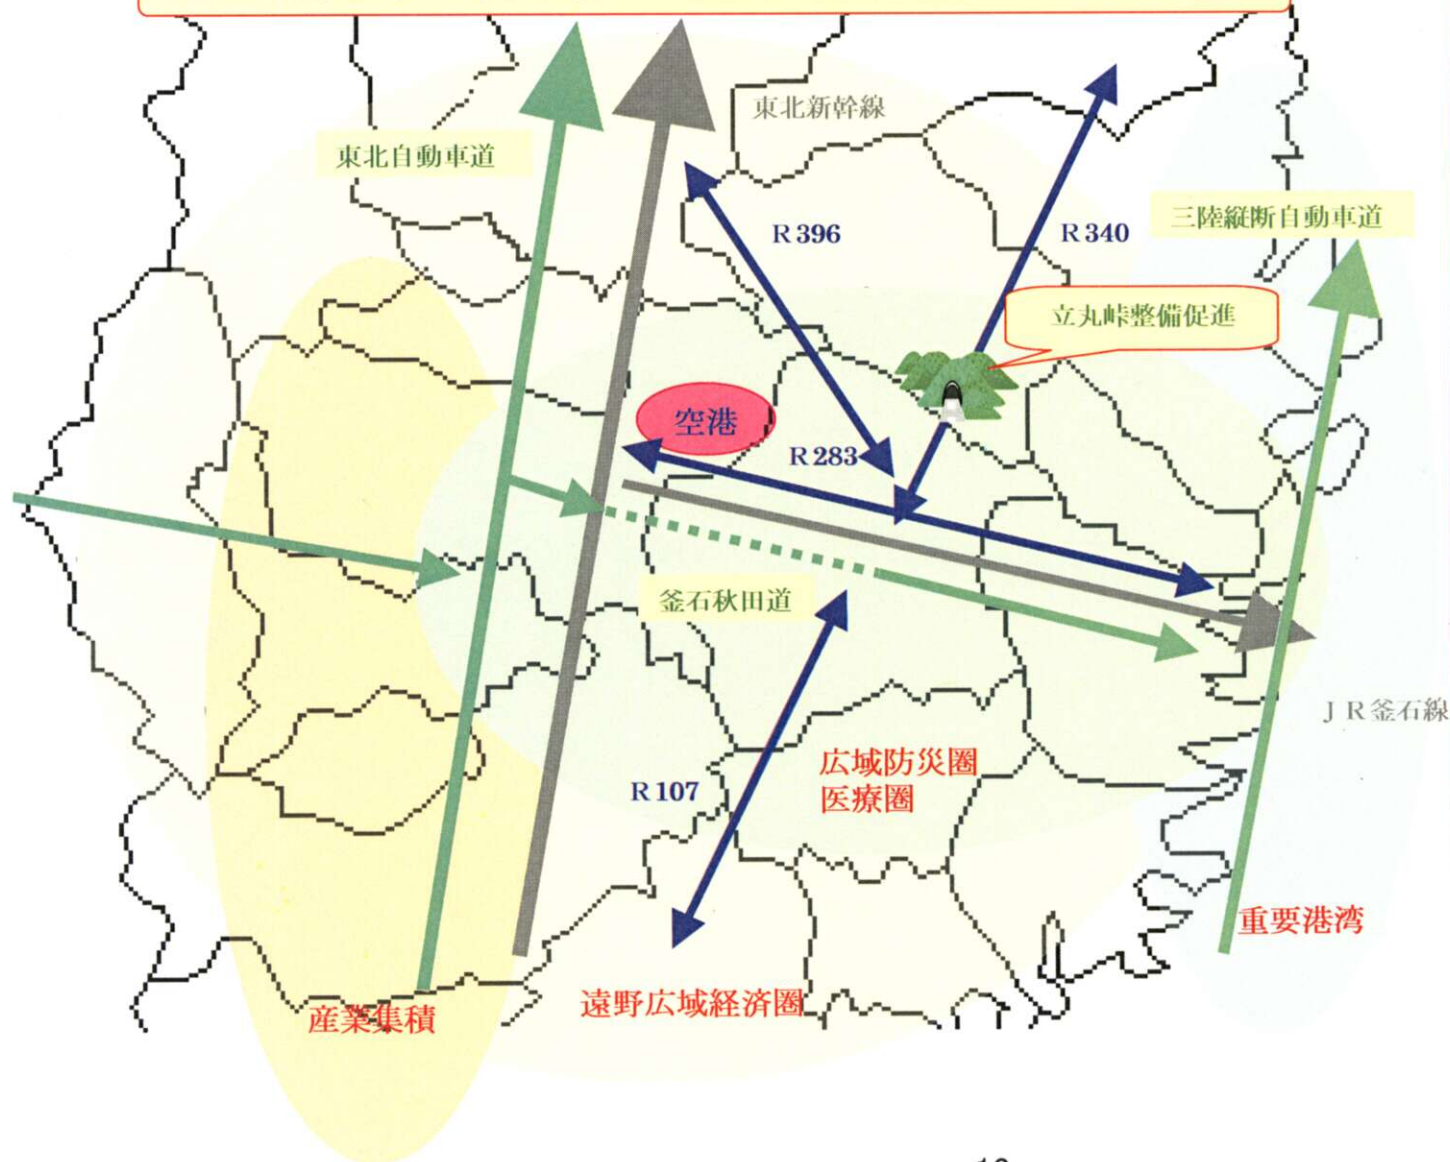 東北新幹線
東北自動車道
三陸縦断自動車道
R396
R340
立丸峠整備促進
空港
R283
釜石秋田道
JR釜石線
広域防災圏
医療圏
R107
重要港湾
遠野広域経済圏
産業集積